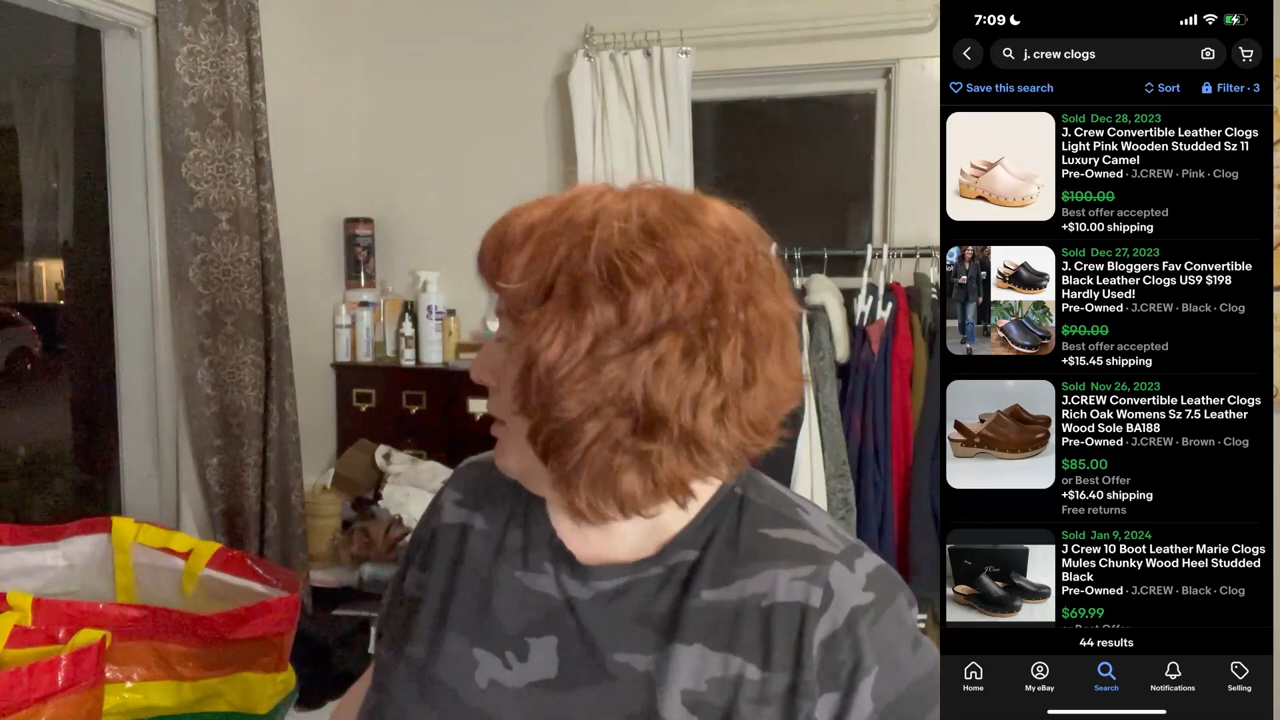 7:09
j. crew clogs
Save this search
Sort
Filter · 3
Sold Dec 28, 2023
J. Crew Convertible Leather Clogs
Light Pink Wooden Studded Sz 11
Luxury Camel
Pre-Owned · J.CREW · Pink · Clog
$100.00
Best offer accepted
+$10.00 shipping
Sold Dec 27, 2023
J. Crew Bloggers Fav Convertible
Black Leather Clogs US9 $198
Hardly Used!
Pre-Owned · J.CREW · Black · Clog
$90.00
Best offer accepted
+$15.45 shipping
Sold Nov 26, 2023
J.CREW Convertible Leather Clogs
Rich Oak Womens Sz 7.5 Leather
Wood Sole BA188
Pre-Owned · J.CREW · Brown · Clog
$85.00
or Best Offer
+$16.40 shipping
Free returns
Sold Jan 9, 2024
J Crew 10 Boot Leather Marie Clogs
Mules Chunky Wood Heel Studded
Black
Pre-Owned · J.CREW · Black · Clog
$69.99
or Best Offer
44 results
Home
My eBay
Search
Notifications
Selling